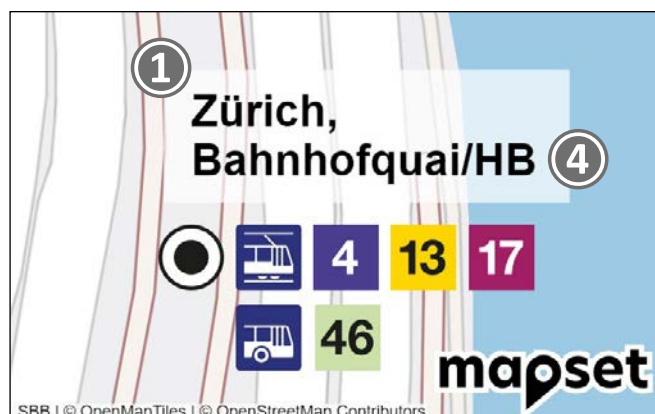 1
Zürich,
Bahnhofquai/HB 4
4 13 17
46
mapset
SBB | © OpenMapTiles | © OpenStreetMap Contributors